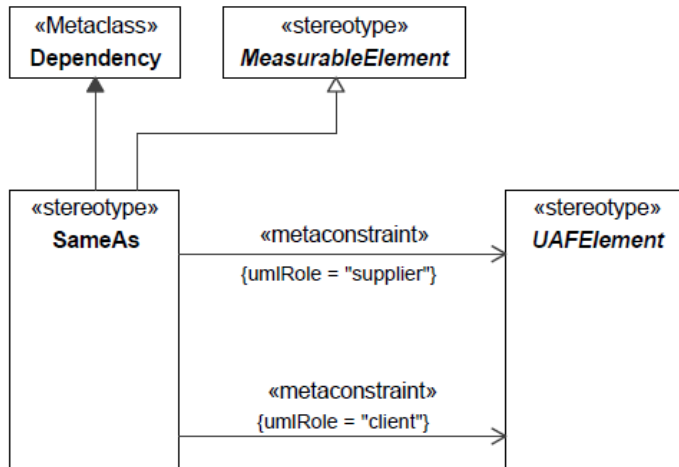 «Metaclass»
Dependency
«stereotype»
MeasurableElement
«stereotype»
SameAs
«metaconstraint»
{umlRole = "supplier"}
«metaconstraint»
{umlRole = "client"}
«stereotype»
UAFElement